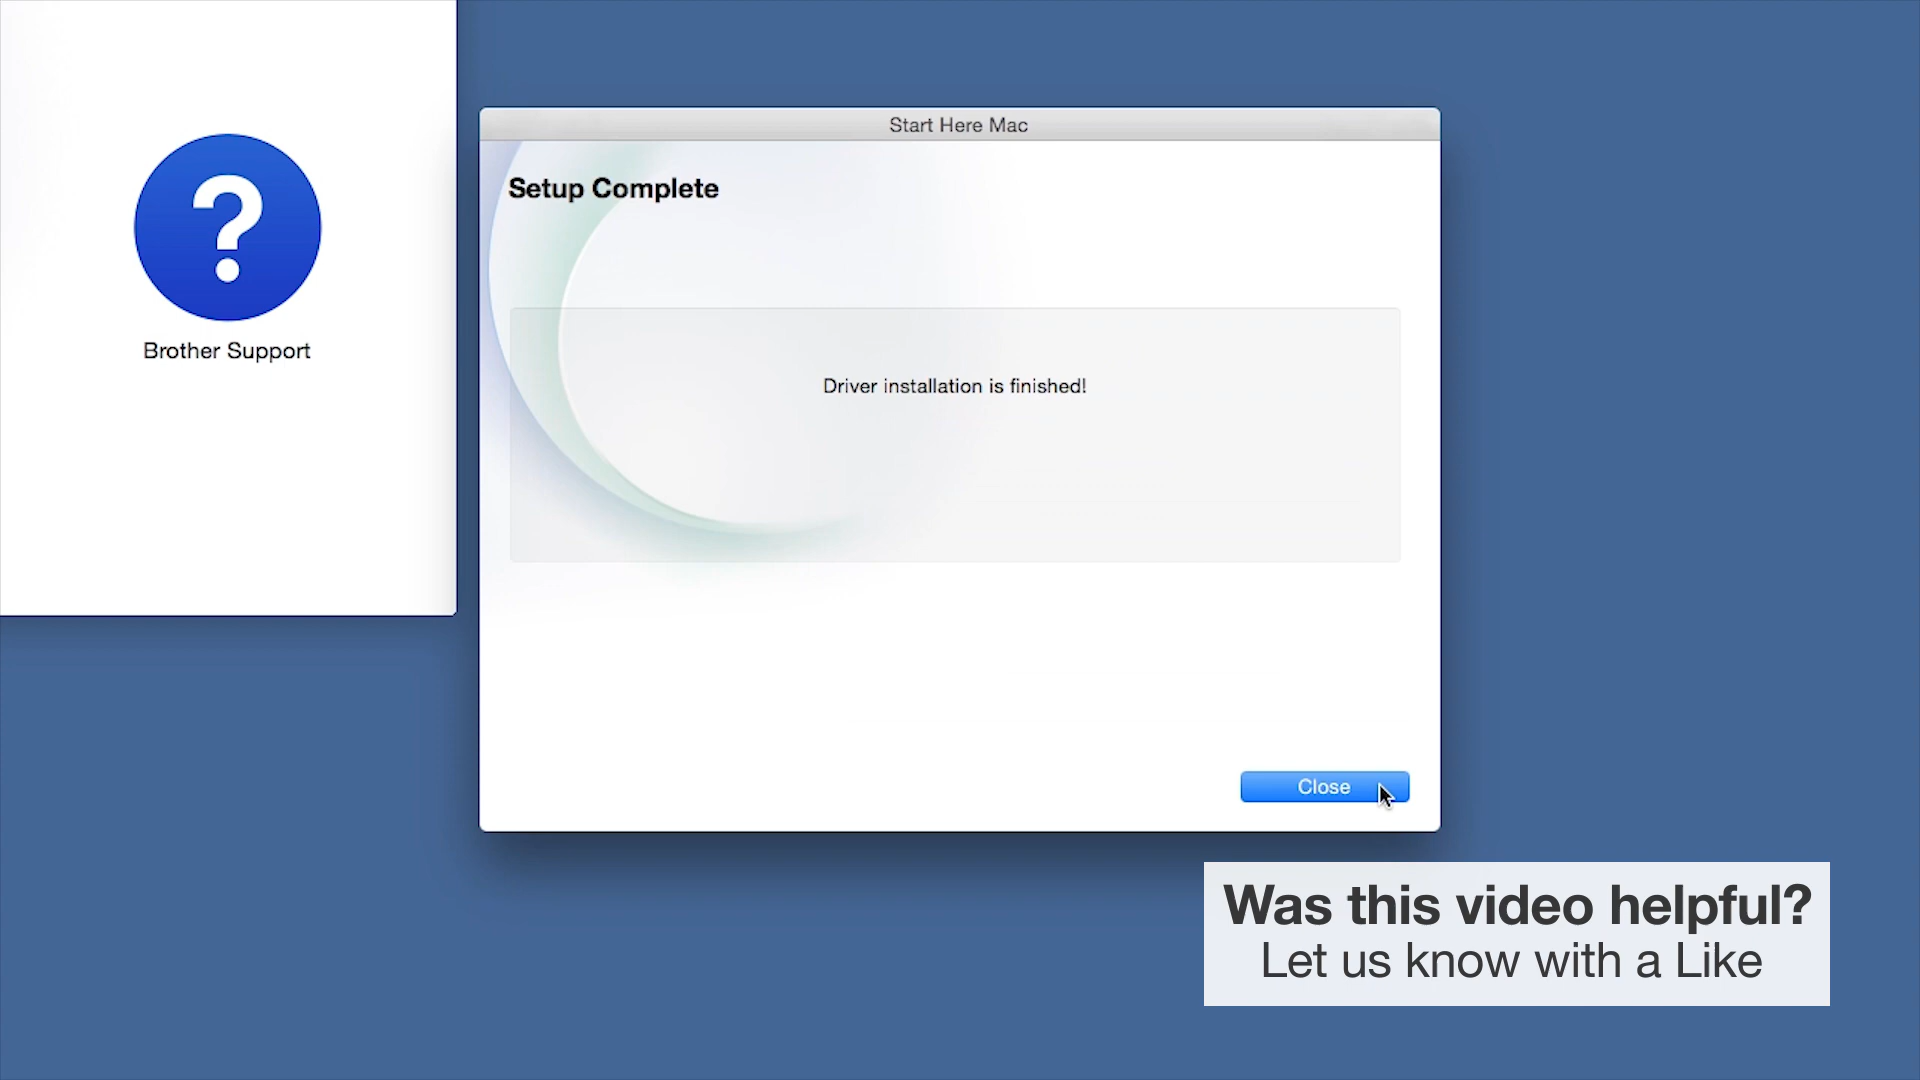 Start Here Mac
Setup Complete
Brother Support
Driver installation is finished!
Close
Was this video helpful?
Let us know with a Like